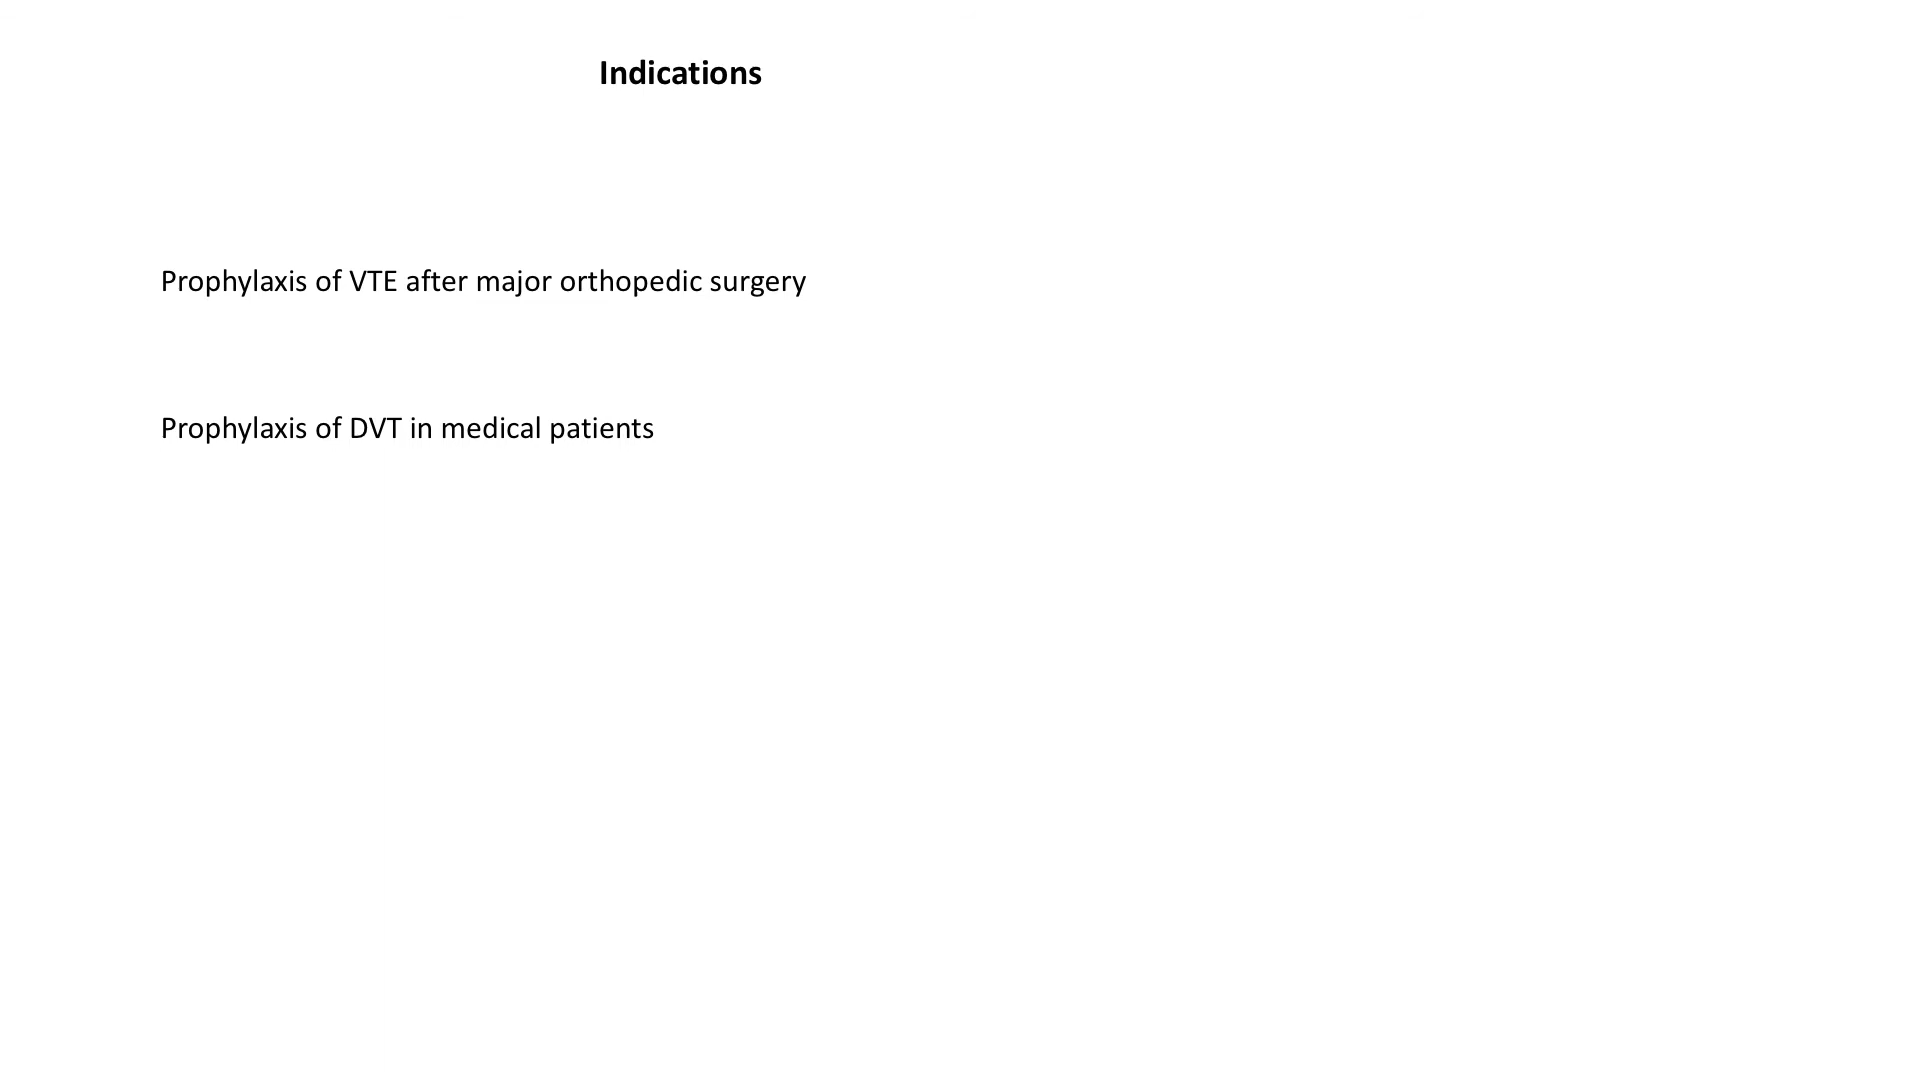 Indications
Prophylaxis of VTE after major orthopedic surgery
Prophylaxis of DVT in medical patients